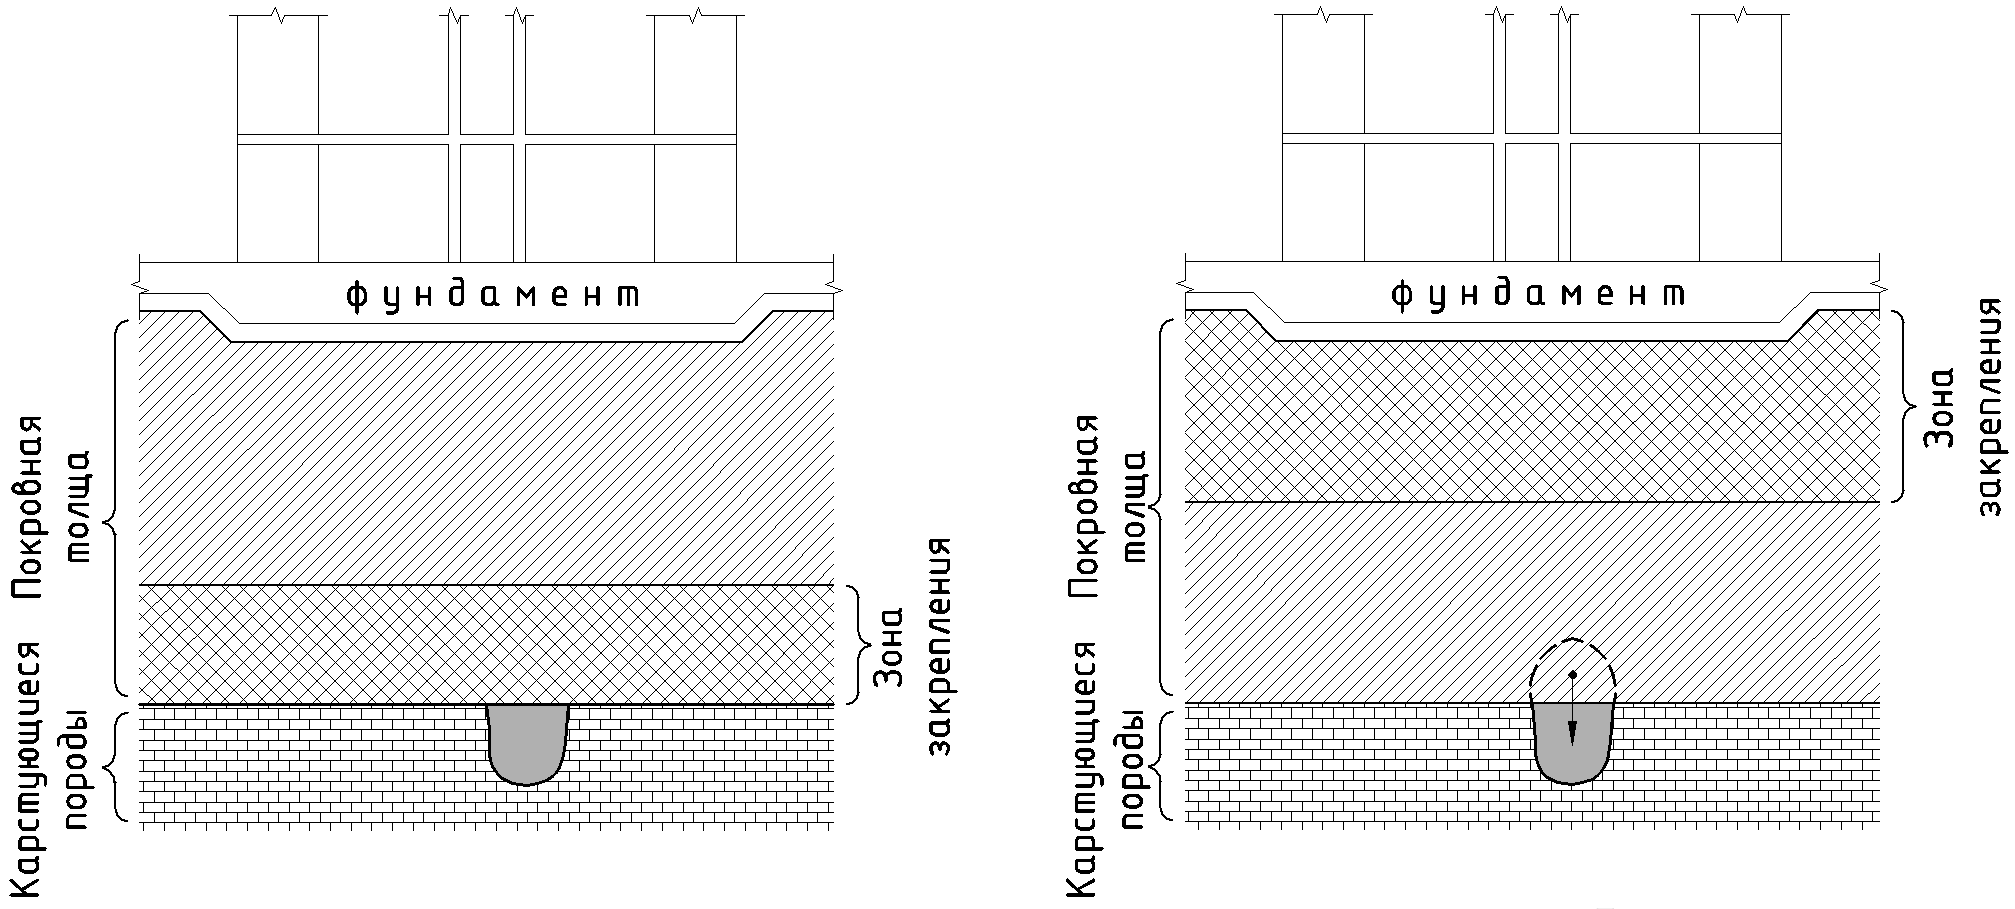 фундамент
Покровная
толща
Карстующиеся
породы
Зона
закрепления
фундамент
Покровная
толща
Карстующиеся
породы
Зона
закрепления